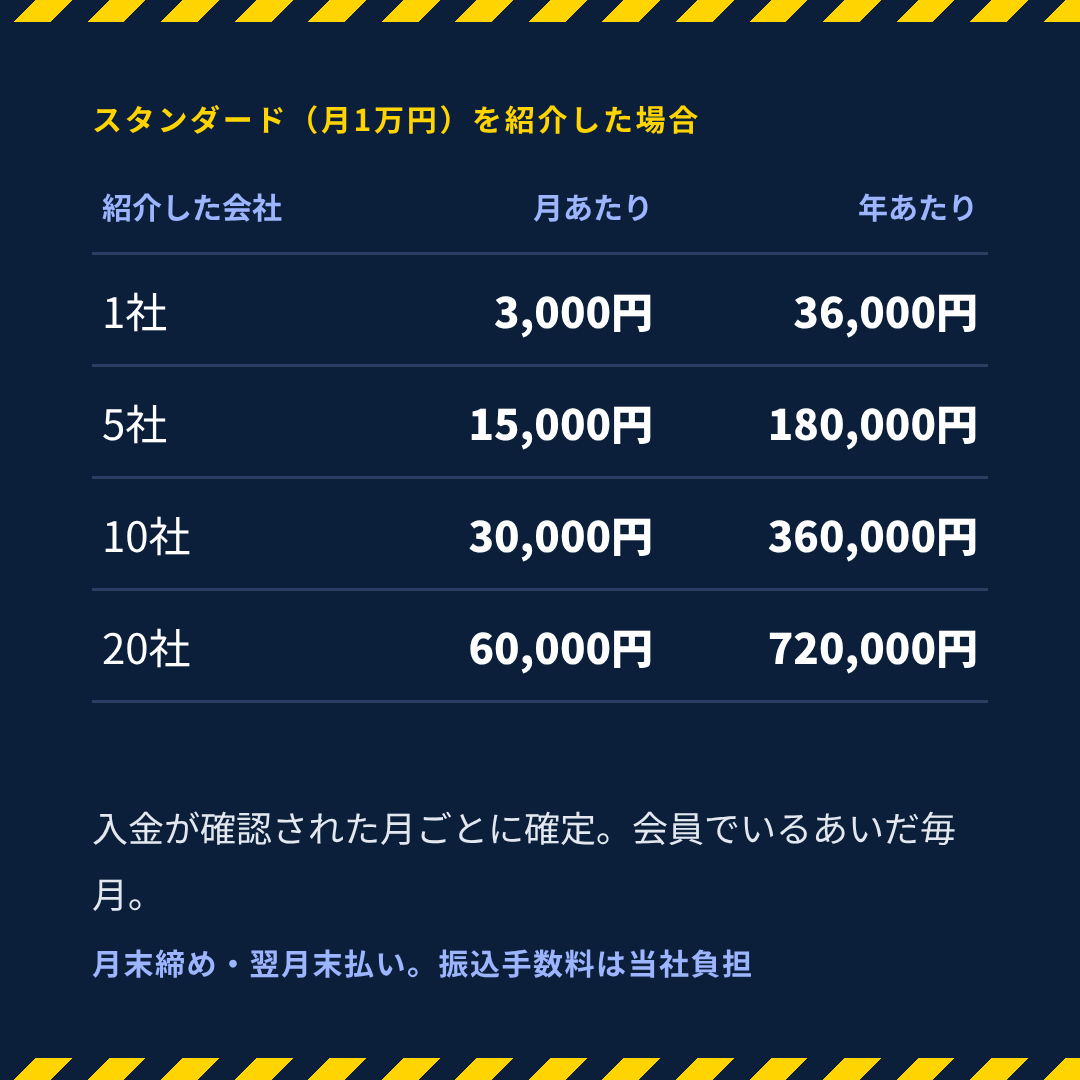 スタンダード（月1万円）を紹介した場合
紹介した会社 月あたり 年あたり
1社 3,000円 36,000円
5社 15,000円 180,000円
10社 30,000円 360,000円
20社 60,000円 720,000円
入金が確認された月ごとに確定。会員でいるあいだ毎
月。
月末締め・翌月末払い。振込手数料は当社負担